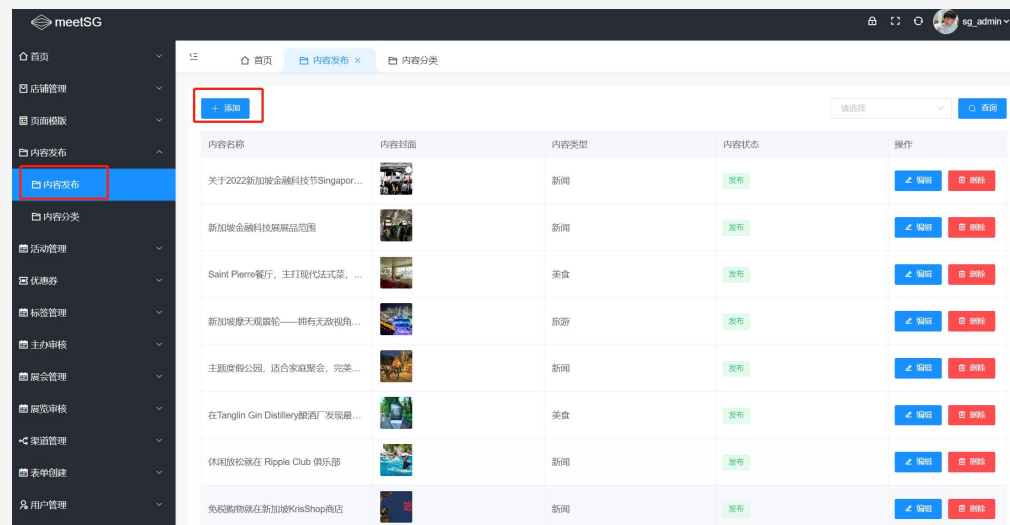 meetSG
sg_admin
首页
店铺管理
页面模版
内容发布
内容发布
内容分类
活动管理
优惠券
标签管理
主办审核
展会管理
展览审核
渠道管理
表单创建
用户管理
首页 内容发布 × 内容分类
+ 添加 请选择 查询
内容名称 内容封面 内容类型 内容状态 操作
关于2022新加坡金融科技节Singapor... 新闻 发布 编辑 删除
新加坡金融科技展展品范围 新闻 发布 编辑 删除
Saint Pierre餐厅，主打现代法式菜，... 美食 发布 编辑 删除
新加坡摩天观景轮——拥有无敌视角... 旅游 发布 编辑 删除
主题度假公园，适合家庭聚会，完美... 新闻 发布 编辑 删除
在Tanglin Gin Distillery酿酒厂发现最... 美食 发布 编辑 删除
休闲放松就在 Ripple Club 俱乐部 新闻 发布 编辑 删除
免税购物就在新加坡KrisShop商店 新闻 发布 编辑 删除